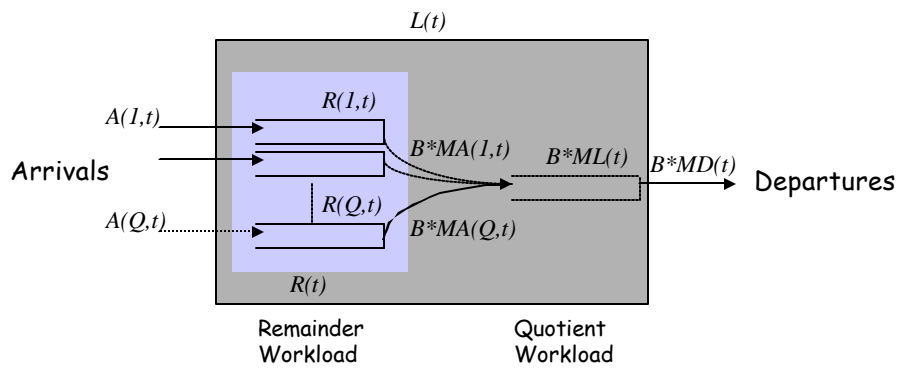 L(t)
A(1,t)
R(1,t)
B*MA(1,t)
B*ML(t)
B*MD(t)
Arrivals
Departures
A(Q,t)
R(Q,t)
B*MA(Q,t)
R(t)
Remainder
Workload
Quotient
Workload